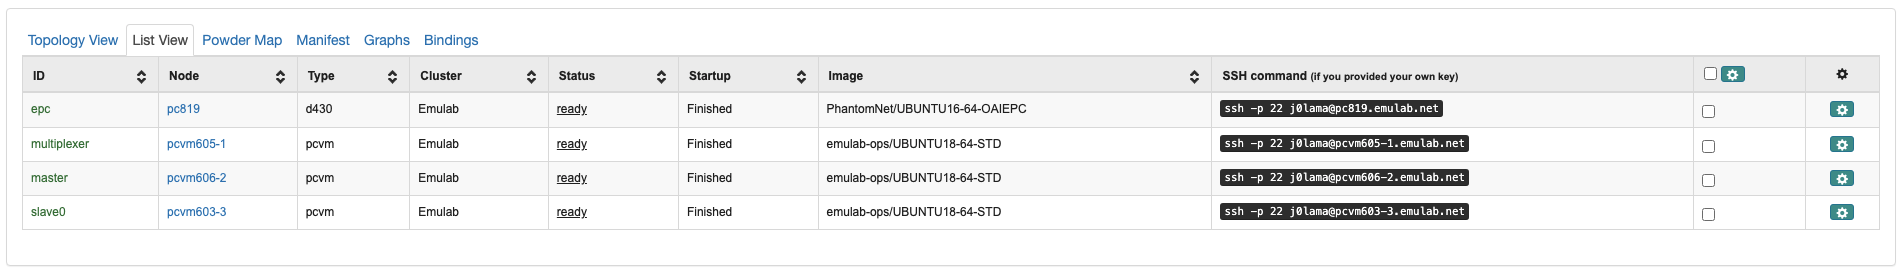 Topology View List View Powder Map Manifest Graphs Bindings
ID Node Type Cluster Status Startup Image SSH command (if you provided your own key)
epc pc819 d430 Emulab ready Finished PhantomNet/UBUNTU16-64-OAIEPC ssh -p 22 j0lama@pc819.emulab.net
multiplexer pcvm605-1 pcvm Emulab ready Finished emulab-ops/UBUNTU18-64-STD ssh -p 22 j0lama@pcvm605-1.emulab.net
master pcvm606-2 pcvm Emulab ready Finished emulab-ops/UBUNTU18-64-STD ssh -p 22 j0lama@pcvm606-2.emulab.net
slave0 pcvm603-3 pcvm Emulab ready Finished emulab-ops/UBUNTU18-64-STD ssh -p 22 j0lama@pcvm603-3.emulab.net